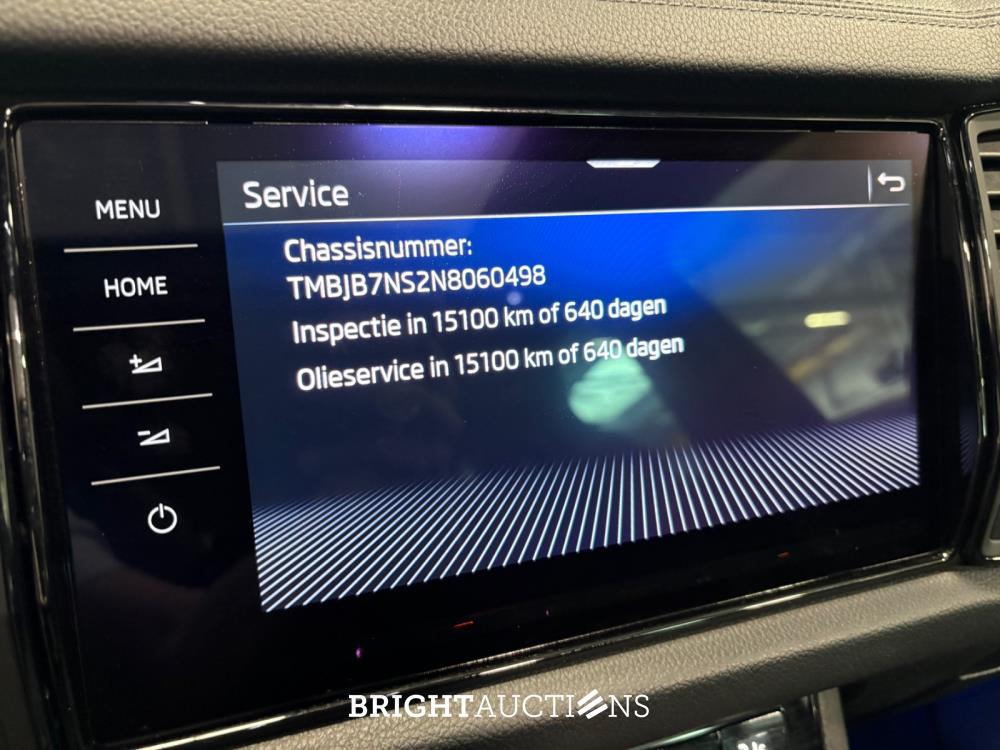 MENU
HOME
Service
Chassisnummer:
TMBJB7NS2N8060498
Inspectie in 15100 km of 640 dagen
Olieservice in 15100 km of 640 dagen
BRIGHTAUCTIONS